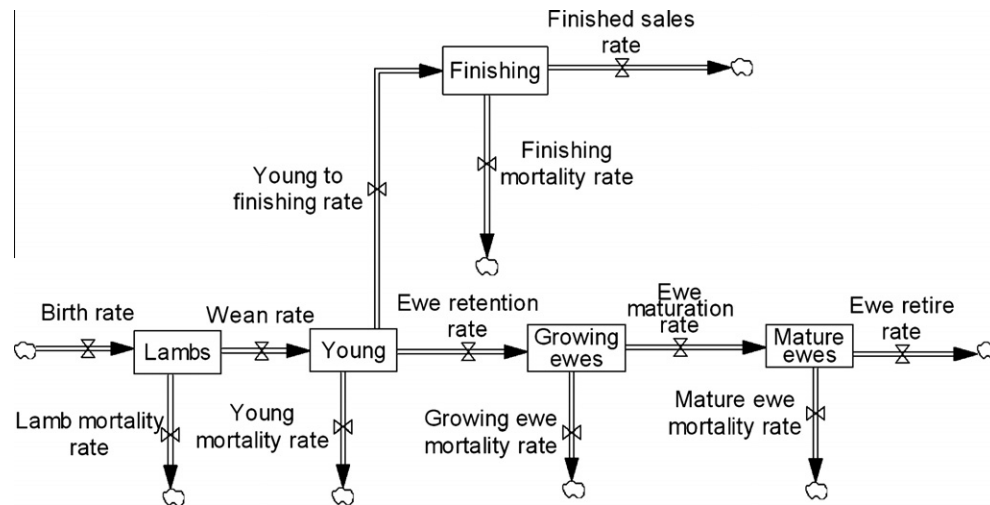 Finished sales
rate
Finishing
Finishing
mortality rate
Young to
finishing rate
Birth rate
Wean rate
Ewe retention
rate
Ewe
maturation
rate
Ewe retire
rate
Lambs
Young
Growing
ewes
Mature
ewes
Lamb mortality
rate
Young
mortality rate
Growing ewe
mortality rate
Mature ewe
mortality rate